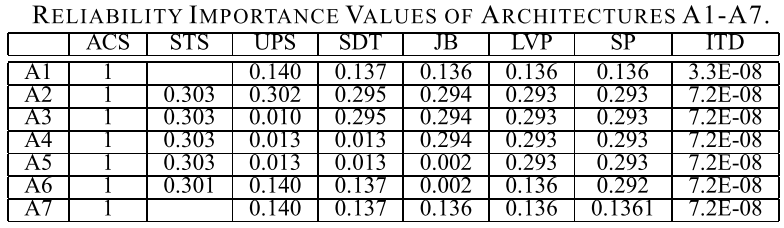 RELIABILITY IMPORTANCE VALUES OF ARCHITECTURES A1-A7.
ACS STS UPS SDT JB LVP SP ITD
A1 1 0.140 0.137 0.136 0.136 0.136 3.3E-08
A2 1 0.303 0.302 0.295 0.294 0.293 0.293 7.2E-08
A3 1 0.303 0.010 0.295 0.294 0.293 0.293 7.2E-08
A4 1 0.303 0.013 0.013 0.294 0.293 0.293 7.2E-08
A5 1 0.303 0.013 0.013 0.002 0.293 0.293 7.2E-08
A6 1 0.301 0.140 0.137 0.002 0.136 0.292 7.2E-08
A7 1 0.140 0.137 0.136 0.136 0.1361 7.2E-08